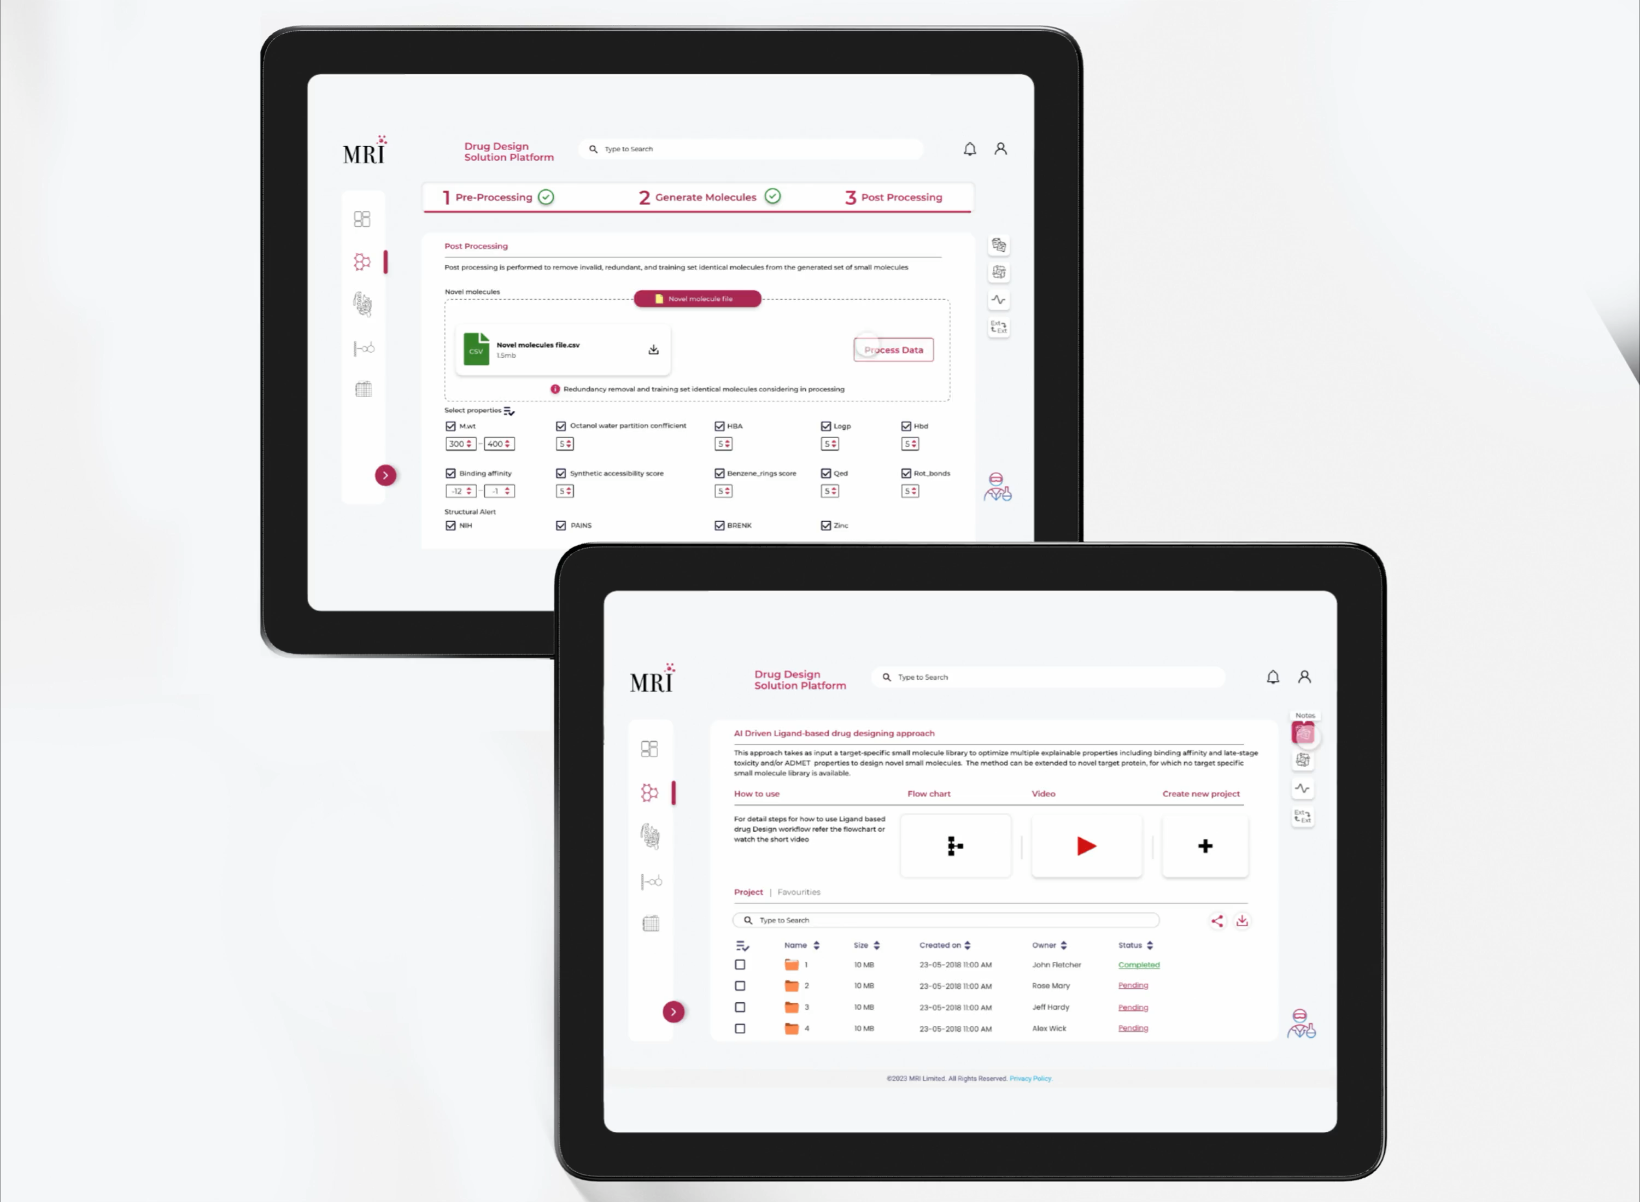 MRI
Drug Design
Solution Platform
Type to Search
1 Pre-Processing
2 Generate Molecules
3 Post Processing
Post Processing
Post processing is performed to remove invalid, redundant, and training set identical molecules from the generated set of small molecules
Novel molecules
Novel molecule file
CSV
Novel molecules file.csv
1.5mb
Process Data
Redundancy removal and training set identical molecules considering in processing
Select properties
M.wt
Octanol water partition confficient
HBA
Logp
Hbd
300 - 400
5
5
5
5
Binding affinity
Synthetic accessibility score
Benzene_rings score
Qed
Rot_bonds
-12 - -1
5
5
5
5
Structural Alert
NIH
PAINS
BRENK
Zinc
Ext
Ext
MRI
Drug Design
Solution Platform
Type to Search
Notes
AI Driven Ligand-based drug designing approach
This approach takes as input a target-specific small molecule library to optimize multiple explainable properties including binding affinity and late-stage
toxicity and/or ADMET properties to design novel small molecules. The method can be extended to novel target protein, for which no target specific
small molecule library is available.
How to use
Flow chart
Video
Create new project
For detail steps for how to use Ligand based
drug Design workflow refer the flowchart or
watch the short video
Project | Favourities
Type to Search
Name Size Created on Owner Status
1 10 MB 23-05-2018 11:00 AM John Fletcher Completed
2 10 MB 23-05-2018 11:00 AM Rose Mary Pending
3 10 MB 23-05-2018 11:00 AM Jeff Hardy Pending
4 10 MB 23-05-2018 11:00 AM Alex Wick Pending
Ext
Ext
©2023 MRI Limited. All Rights Reserved. Privacy Policy.